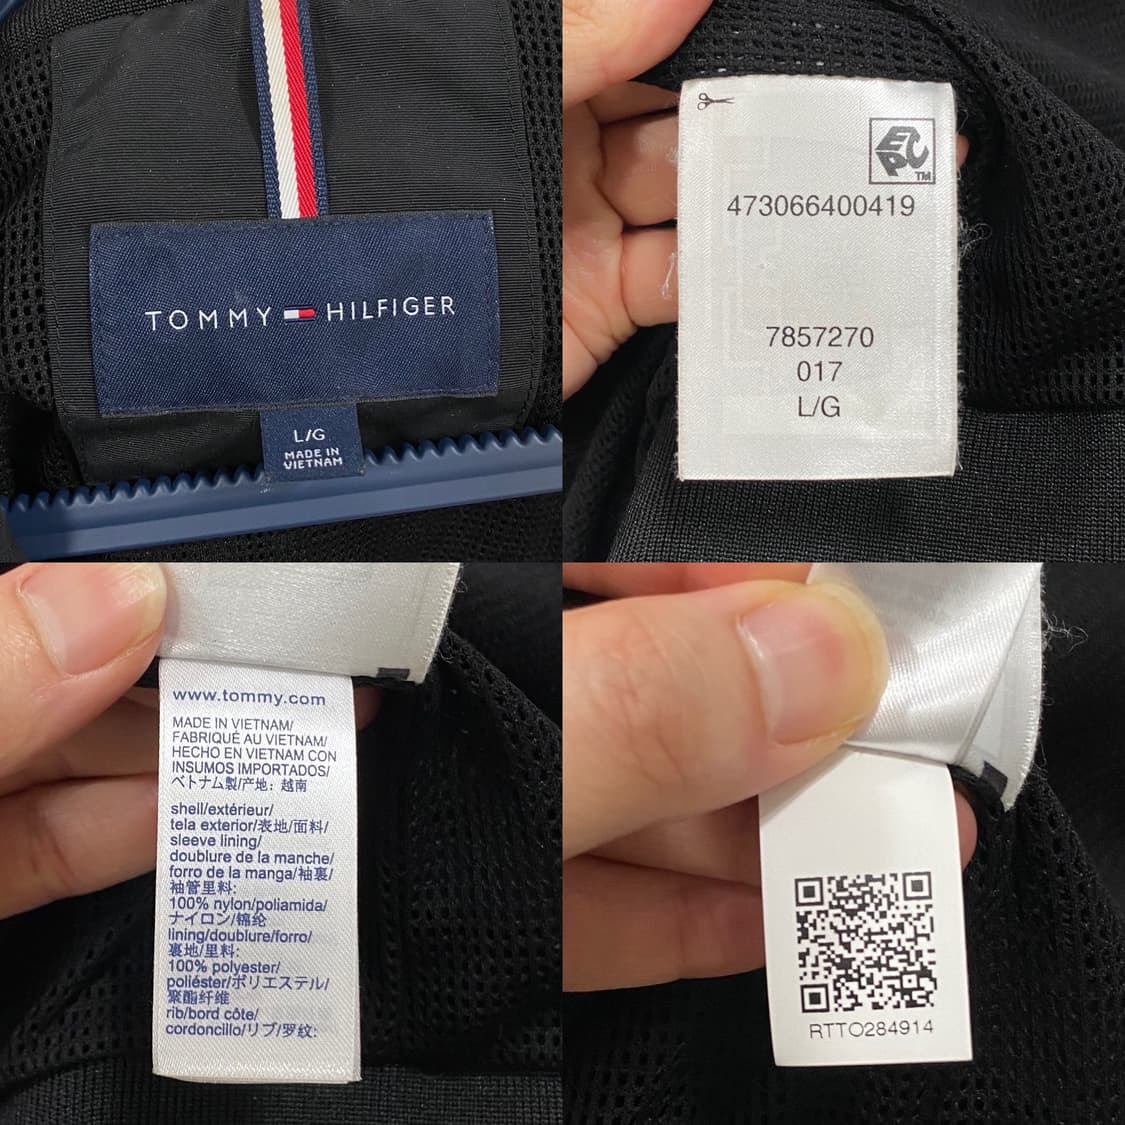 TOMMY HILFIGER
L/G
MADE IN
VIETNAM
EPC
TM
473066400419
7857270
017
L/G
www.tommy.com
MADE IN VIETNAM/
FABRIQUÉ AU VIETNAM/
HECHO EN VIETNAM CON
INSUMOS IMPORTADOS/
ベトナム製/产地：越南
shell/extérieur/
tela exterior/表地/面料/
sleeve lining/
doublure de la manche/
forro de la manga/袖裏/
袖管里料:
100% nylon/poliamida/
ナイロン/锦纶
lining/doublure/forro/
裏地/里料:
100% polyester/
poliéster/ポリエステル/
聚酯纤维
rib/bord côte/
cordoncillo/リブ/罗纹:
RTTO284914